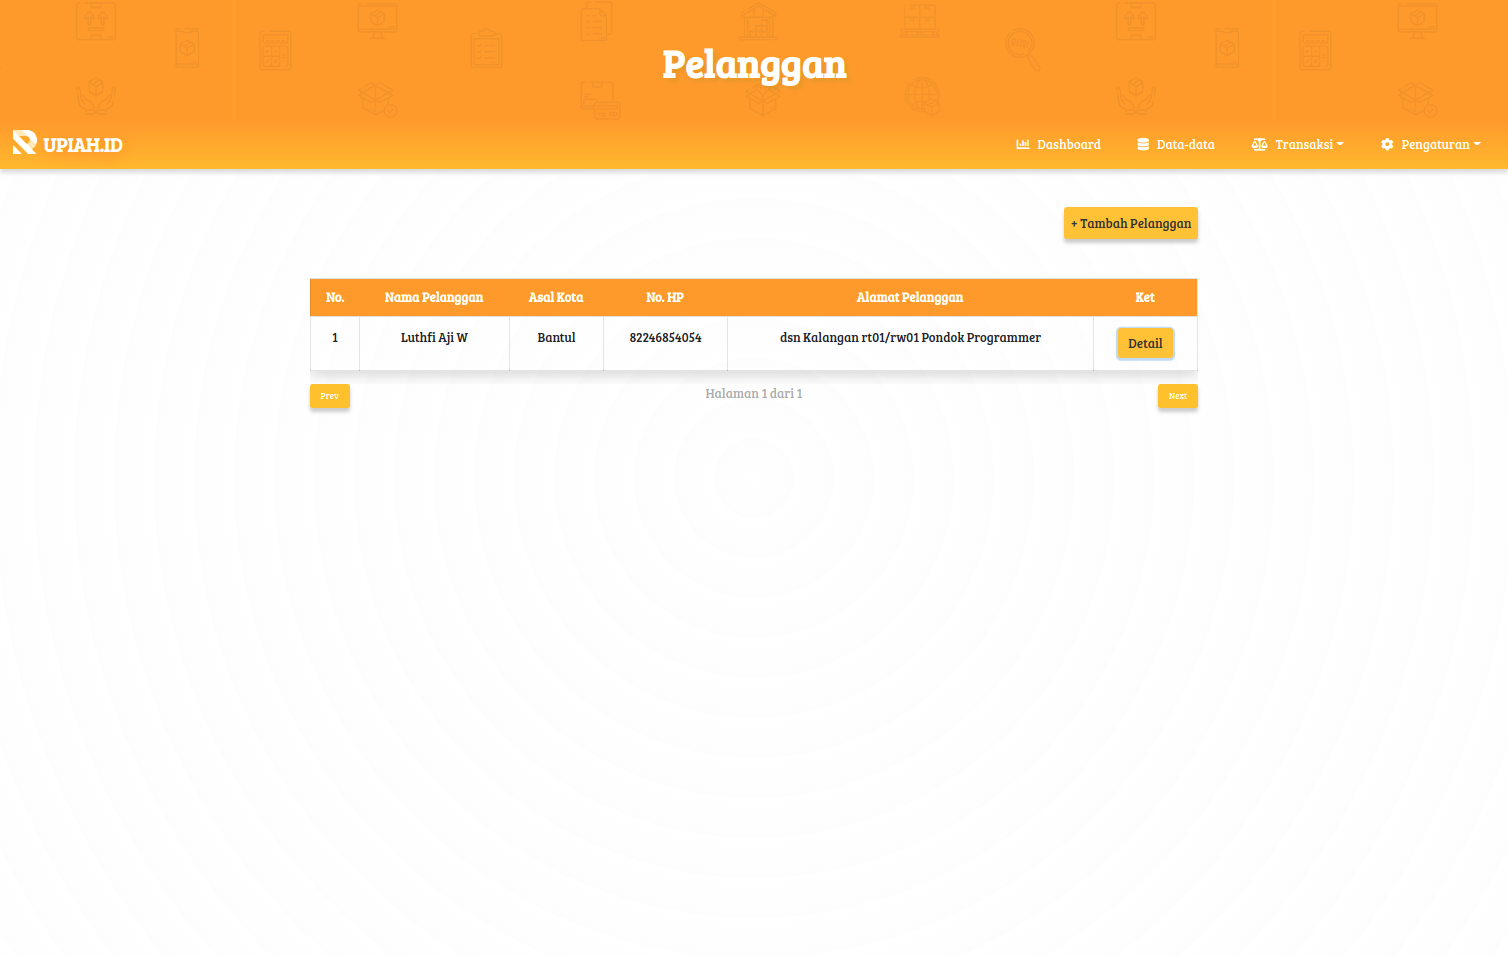 Pelanggan
UPIAH.ID
Dashboard
Data-data
Transaksi
Pengaturan
+ Tambah Pelanggan
No. Nama Pelanggan Asal Kota No. HP Alamat Pelanggan Ket
1 Luthfi Aji W Bantul 82246854054 dsn Kalangan rt01/rw01 Pondok Programmer Detail
Prev Halaman 1 dari 1 Next